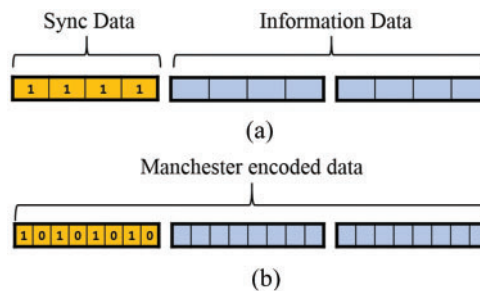 Sync Data Information Data
1 1 1 1
(a)
Manchester encoded data
1 0 1 0 1 0 1 0
(b)